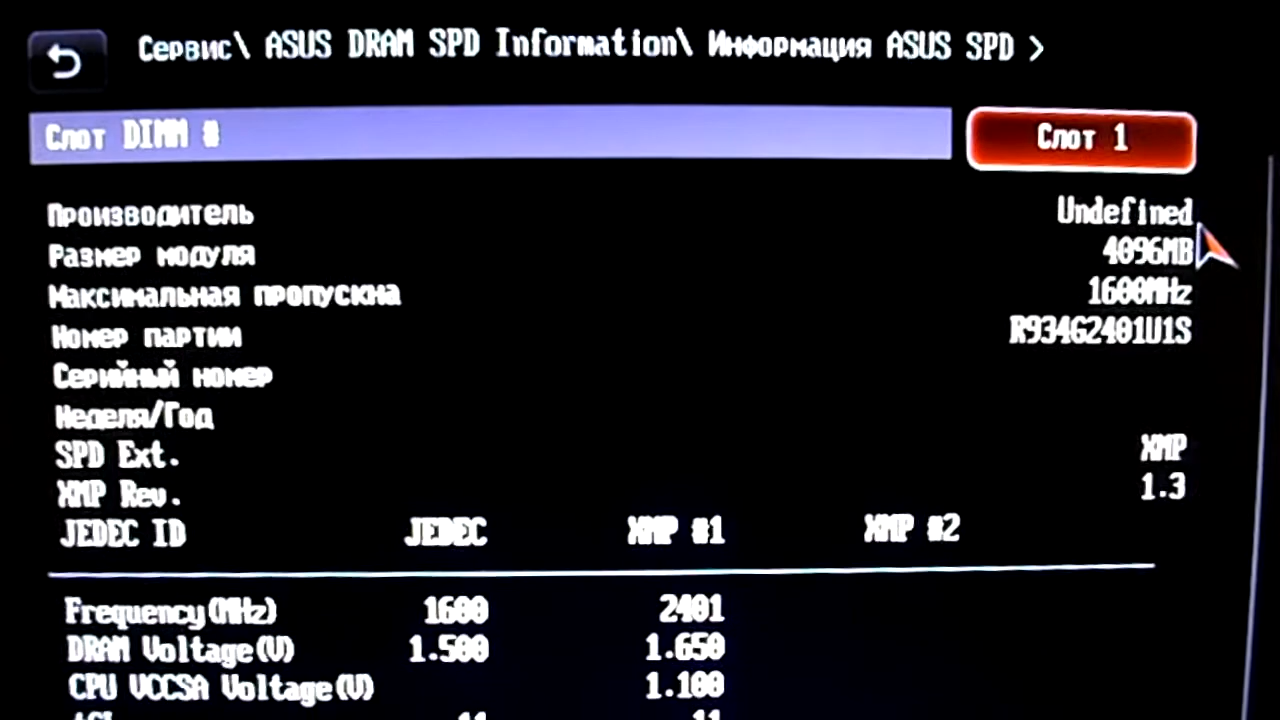 Сервис\ ASUS DRAM SPD Information\ Информация ASUS SPD >
Слот DIMM # Слот 1
Производитель Undefined
Размер модуля 4096MB
Максимальная пропускна 1600MHz
Номер партии R934G2401U1S
Серийный номер
Неделя/Год
SPD Ext. XMP
XMP Rev. 1.3
JEDEC ID JEDEC XMP #1 XMP #2
Frequency(MHz) 1600 2401
DRAM Voltage(V) 1.500 1.650
CPU VCCSA Voltage(V) 1.100
11 11